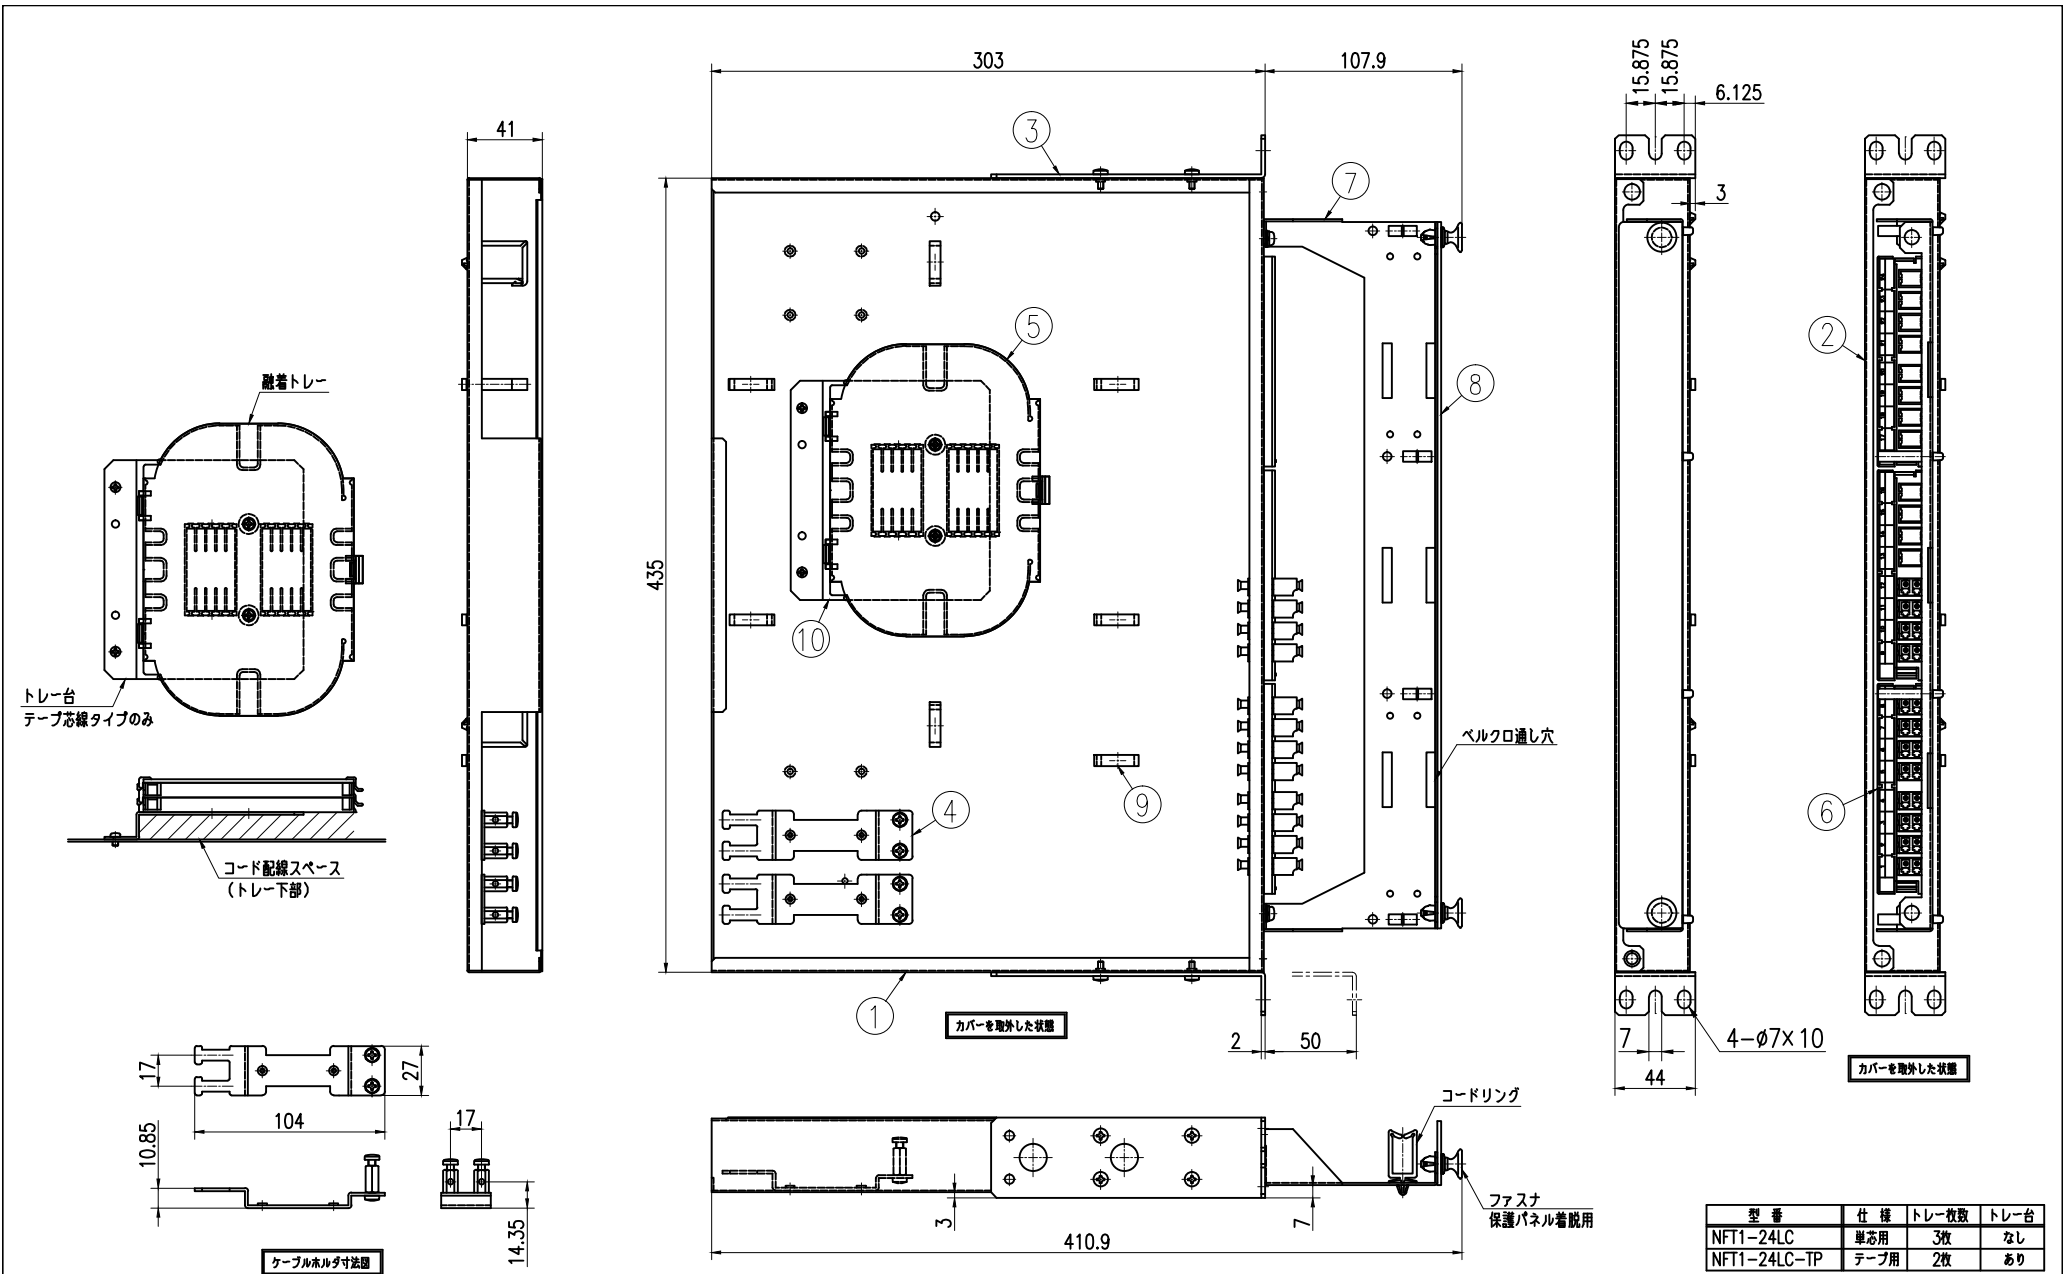 303
107.9
15.875
15.875
6.125
41
3
7
3
5
2
8
融着トレー
435
10
トレー台
テープ芯線タイプのみ
ベルクロ通し穴
9
4
6
コード配線スペース
(トレー下部)
1
カバーを取外した状態
2
50
7
4-φ7×10
44
カバーを取外した状態
17
27
104
10.85
17
14.35
ケーブルホルダ寸法図
コードリング
3
7
ファスナ
保護パネル着脱用
410.9
型番 仕様 トレー枚数 トレー台
NFT1-24LC 単芯用 3枚 なし
NFT1-24LC-TP テープ用 2枚 あり